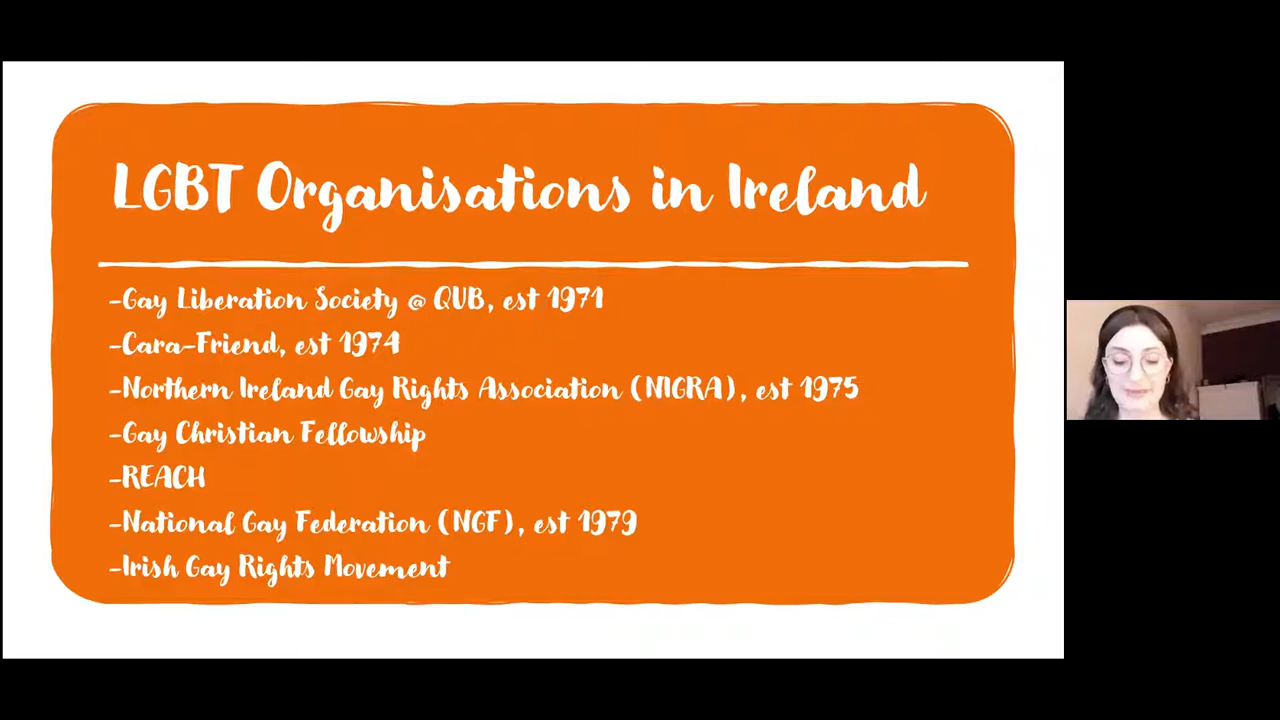 LGBT Organisations in Ireland
-Gay Liberation Society @ QUB, est 1971
-Cara-Friend, est 1974
-Northern Ireland Gay Rights Association (NIGRA), est 1975
-Gay Christian Fellowship
-REACH
-National Gay Federation (NGF), est 1979
-Irish Gay Rights Movement